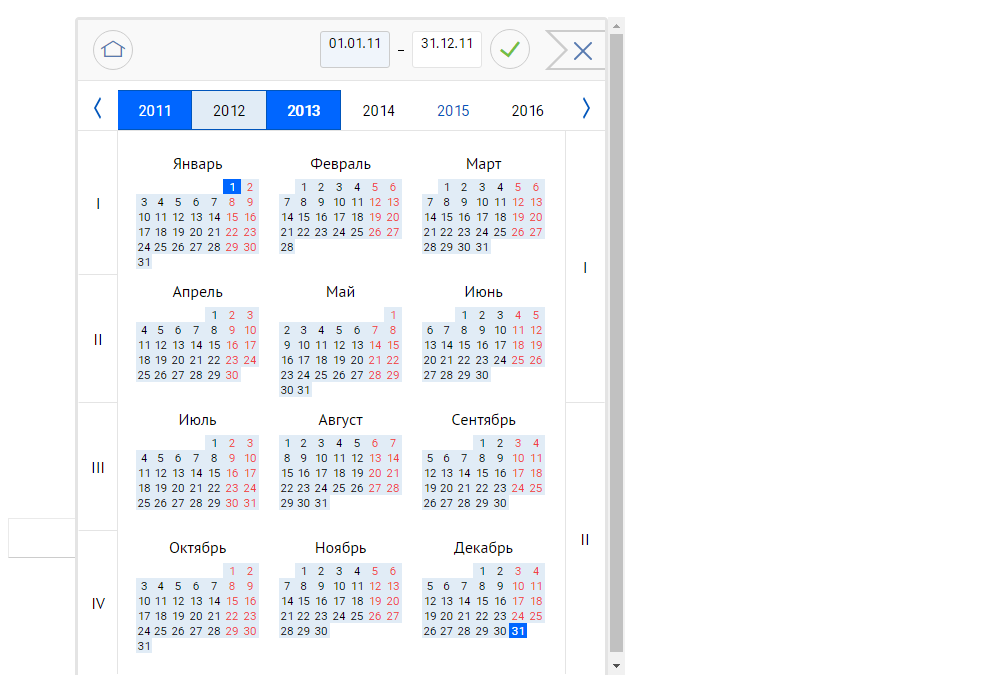 01.01.11 – 31.12.11
2011 2012 2013 2014 2015 2016
Январь Февраль Март
1 2 1 2 3 4 5 6 1 2 3 4 5 6
3 4 5 6 7 8 9 7 8 9 10 11 12 13 7 8 9 10 11 12 13
I
10 11 12 13 14 15 16 14 15 16 17 18 19 20 14 15 16 17 18 19 20
17 18 19 20 21 22 23 21 22 23 24 25 26 27 21 22 23 24 25 26 27
24 25 26 27 28 29 30 28 28 29 30 31
31
I
Апрель Май Июнь
1 2 3 1 1 2 3 4 5
4 5 6 7 8 9 10 2 3 4 5 6 7 8 6 7 8 9 10 11 12
II
11 12 13 14 15 16 17 9 10 11 12 13 14 15 13 14 15 16 17 18 19
18 19 20 21 22 23 24 16 17 18 19 20 21 22 20 21 22 23 24 25 26
25 26 27 28 29 30 23 24 25 26 27 28 29 27 28 29 30
30 31
Июль Август Сентябрь
1 2 3 1 2 3 4 5 6 7 1 2 3 4
4 5 6 7 8 9 10 8 9 10 11 12 13 14 5 6 7 8 9 10 11
III
11 12 13 14 15 16 17 15 16 17 18 19 20 21 12 13 14 15 16 17 18
18 19 20 21 22 23 24 22 23 24 25 26 27 28 19 20 21 22 23 24 25
25 26 27 28 29 30 31 29 30 31 26 27 28 29 30
II
Октябрь Ноябрь Декабрь
1 2 1 2 3 4 5 6 1 2 3 4
3 4 5 6 7 8 9 7 8 9 10 11 12 13 5 6 7 8 9 10 11
IV
10 11 12 13 14 15 16 14 15 16 17 18 19 20 12 13 14 15 16 17 18
17 18 19 20 21 22 23 21 22 23 24 25 26 27 19 20 21 22 23 24 25
24 25 26 27 28 29 30 28 29 30 26 27 28 29 30 31
31